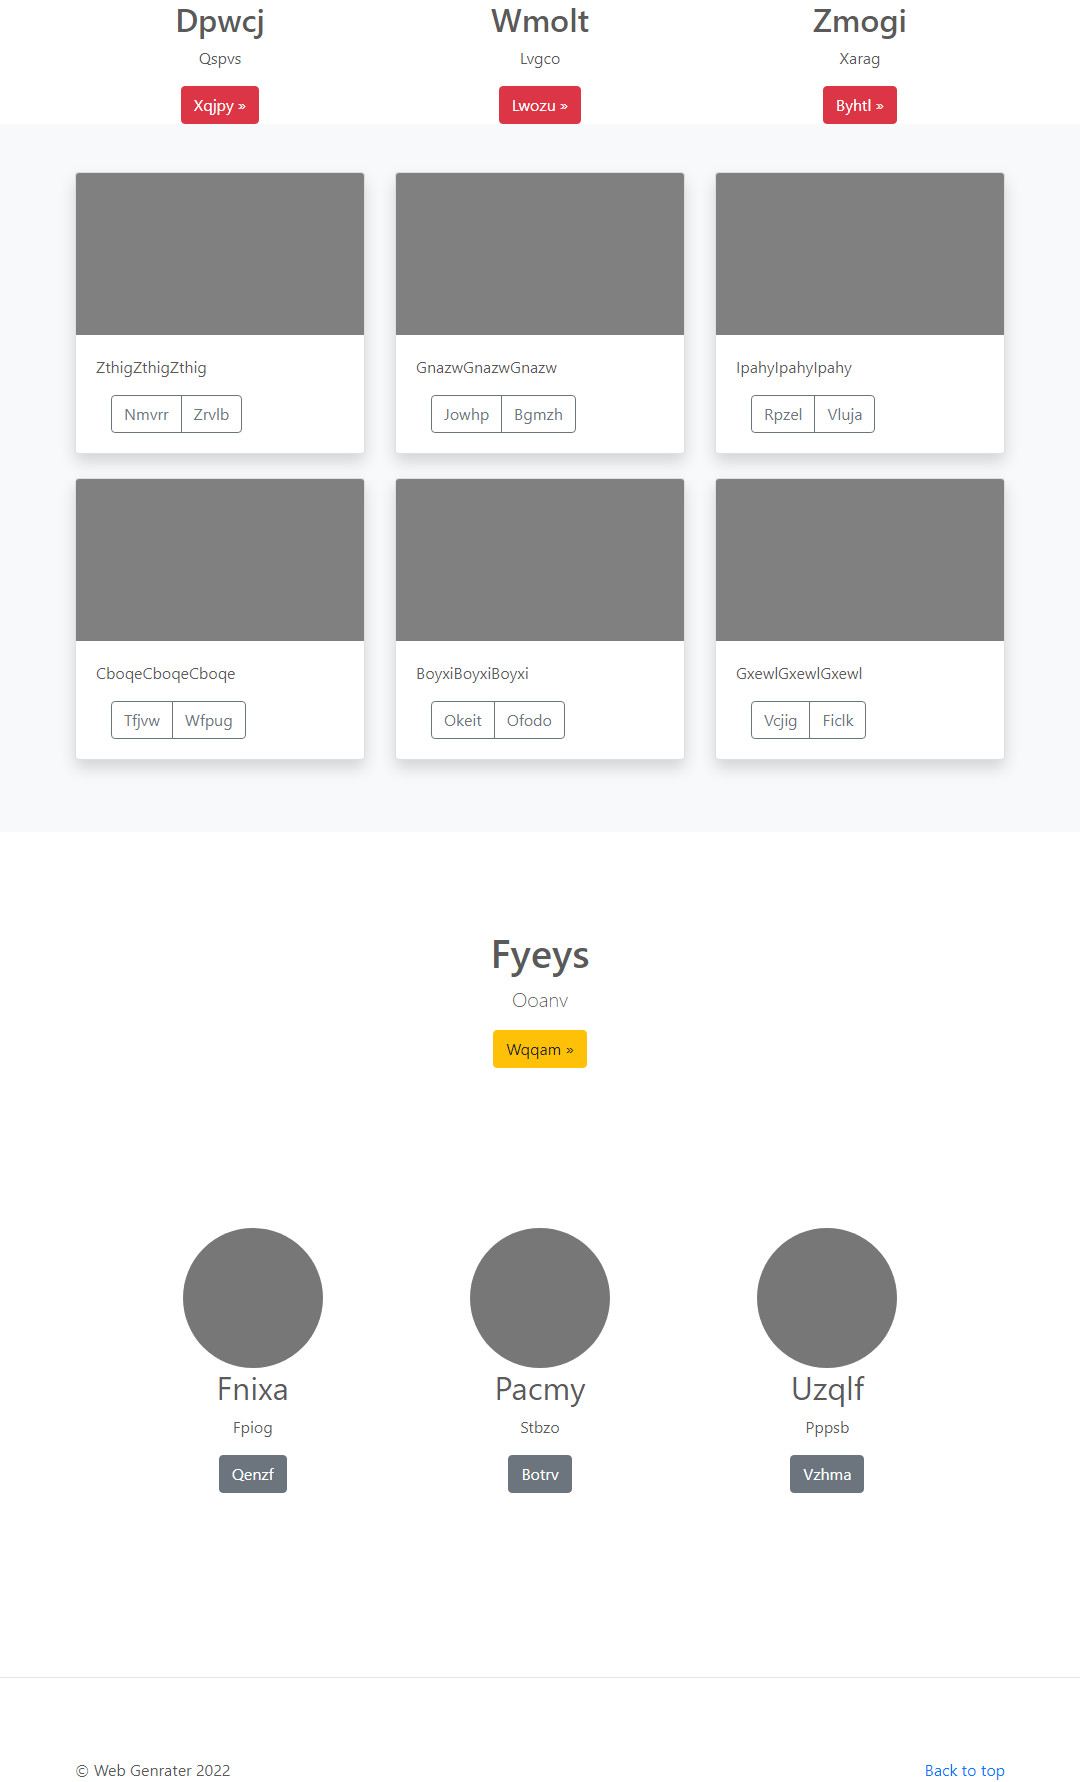 Dpwcj
Wmolt
Zmogi
Qspvs
Lvgco
Xarag
Xqjpy »
Lwozu »
Byhtl »
ZthigZthigZthig
GnazwGnazwGnazw
IpahyIpahyIpahy
Nmvrr Zrvlb
Jowhp Bgmzh
Rpzel Vluja
CboqeCboqeCboqe
BoyxiBoyxiBoyxi
GxewlGxewlGxewl
Tfjvw Wfpug
Okeit Ofodo
Vcjig Ficlk
Fyeys
Ooanv
Wqqam »
Fnixa
Pacmy
Uzqlf
Fpiog
Stbzo
Pppsb
Qenzf
Botrv
Vzhma
© Web Genrater 2022
Back to top